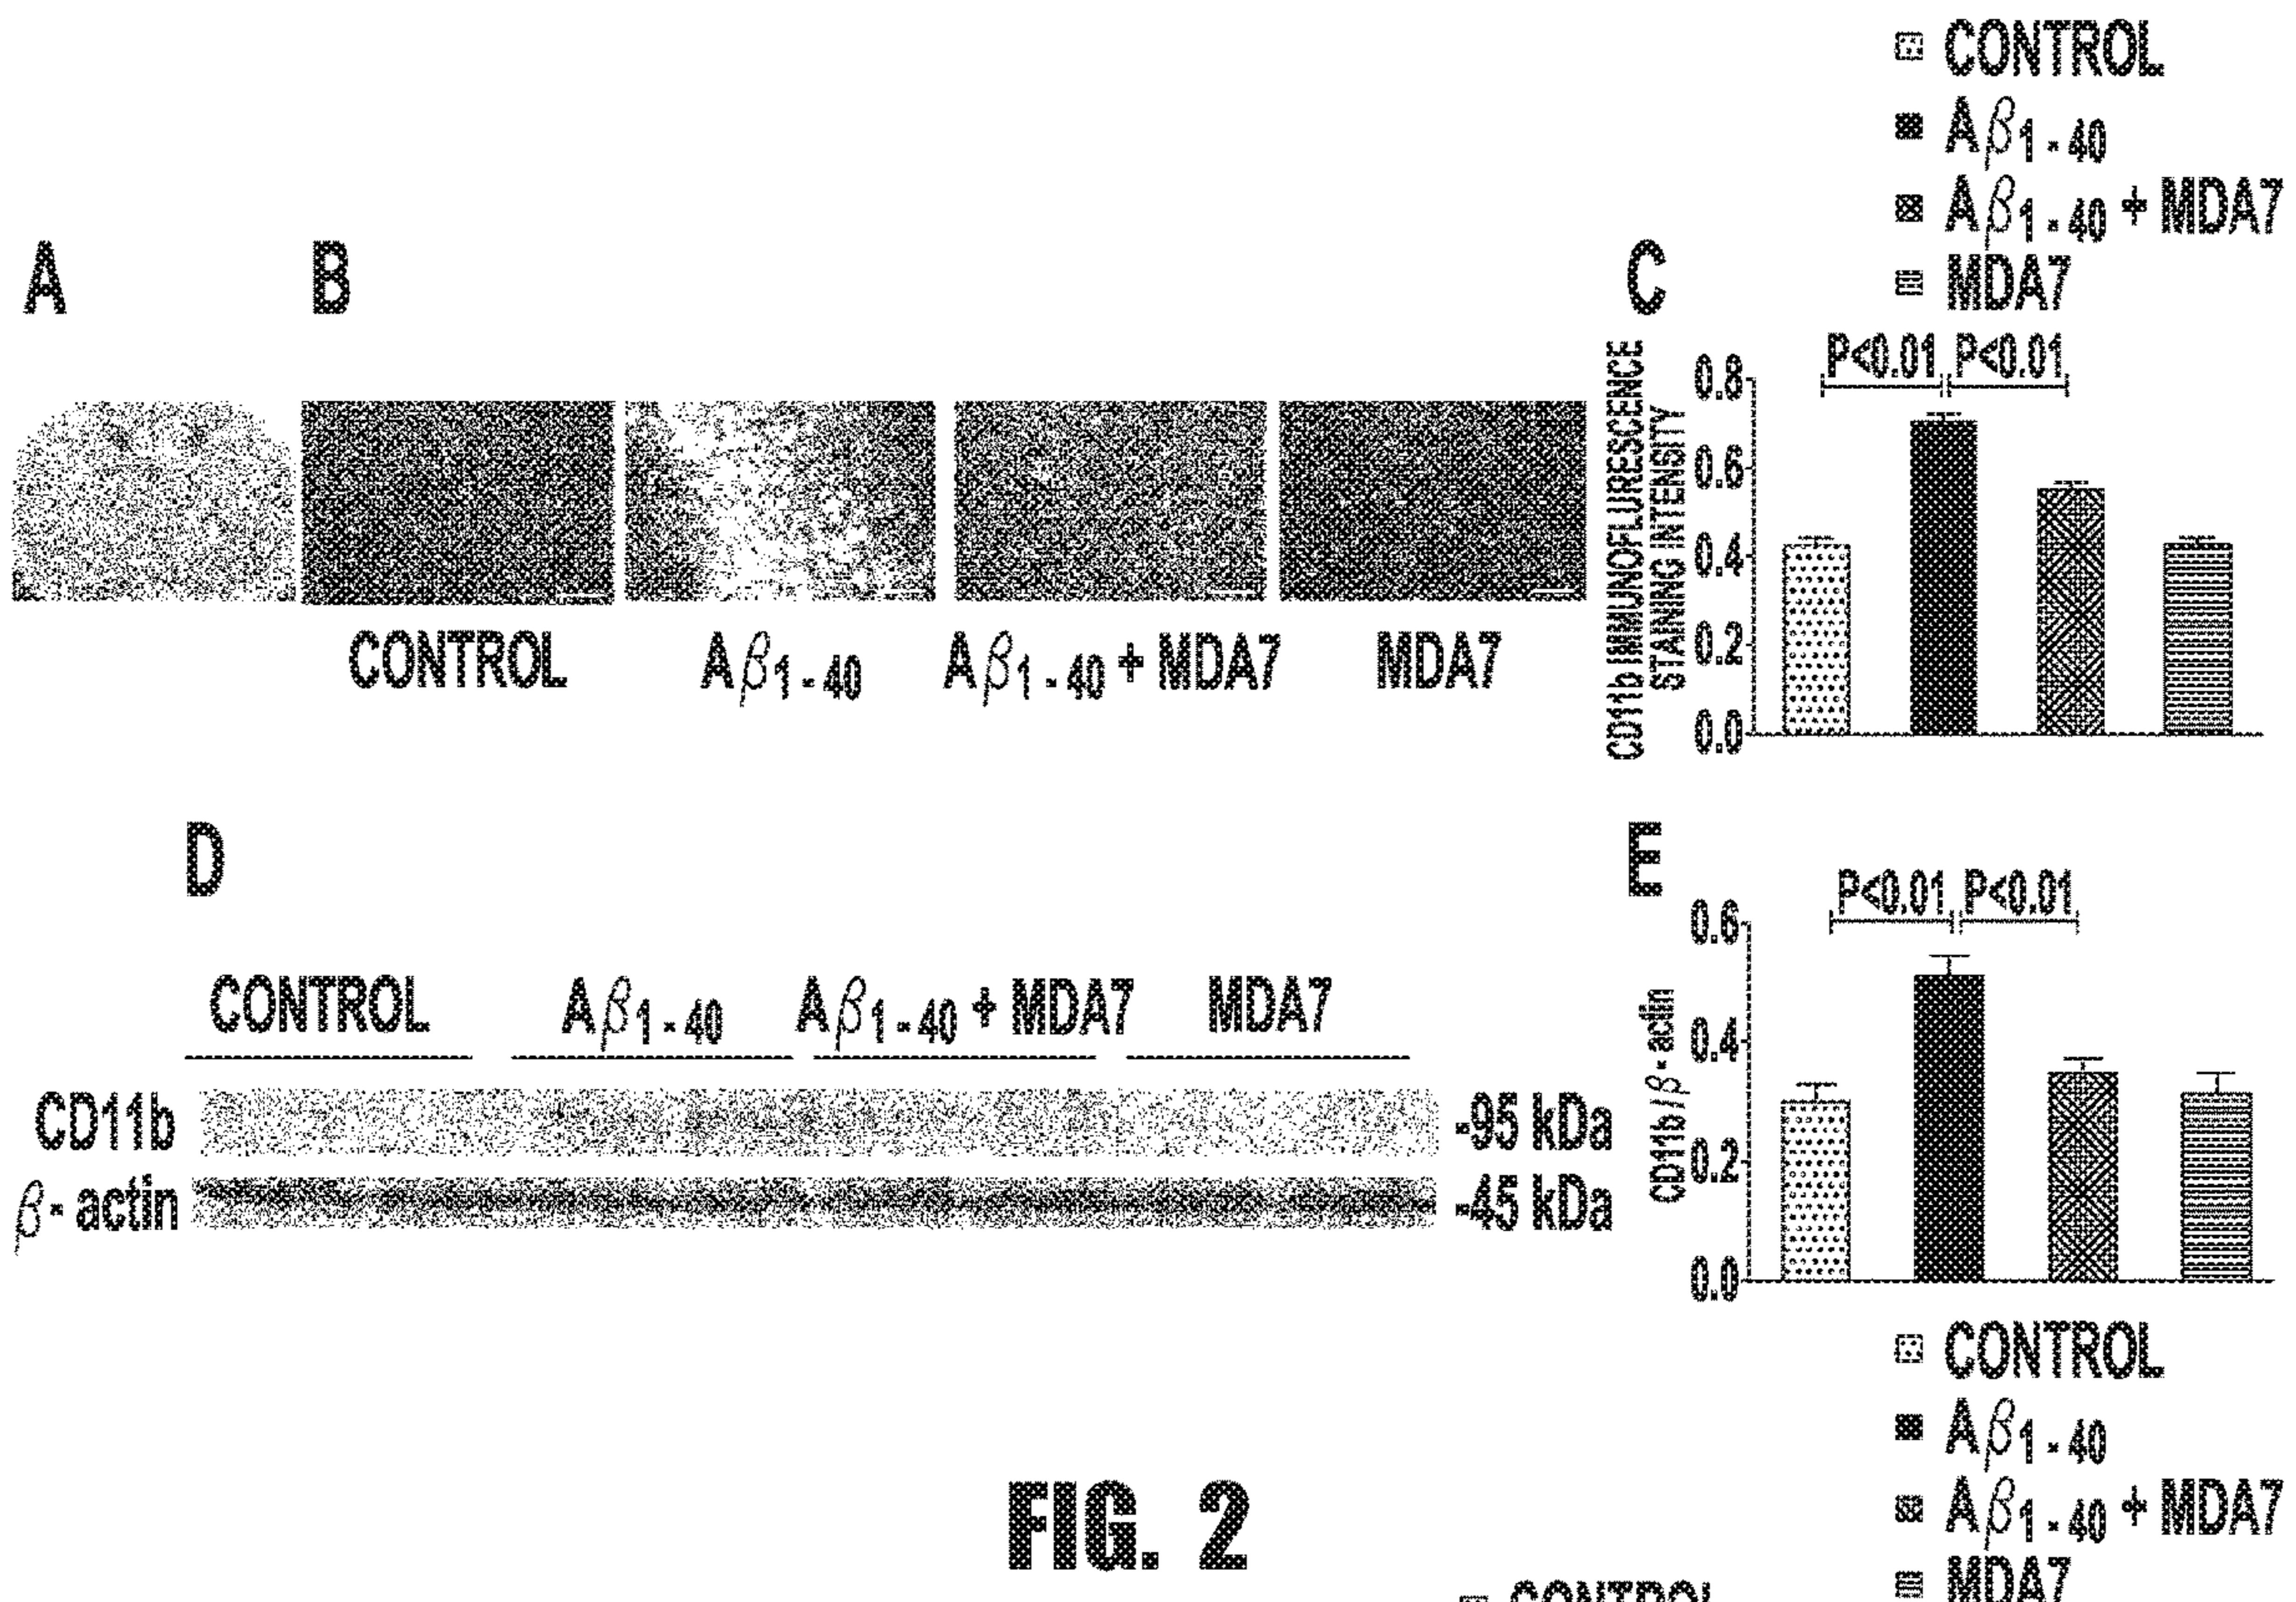 CONTROL
Aβ1-40
Aβ1-40 + MDA7
MDA7
A
B
C
P<0.01 P<0.01
CD11b IMMUNOFLURESCENCE
STAINING INTENSITY
0.8
0.6
0.4
0.2
0.0
CONTROL
Aβ1-40
Aβ1-40 + MDA7
MDA7
D
CONTROL
Aβ1-40
Aβ1-40 + MDA7
MDA7
CD11b
-95 kDa
β-actin
-45 kDa
E
P<0.01 P<0.01
CD11b/β-actin
0.6
0.4
0.2
0.0
CONTROL
Aβ1-40
Aβ1-40 + MDA7
MDA7
FIG. 2
CONTROL